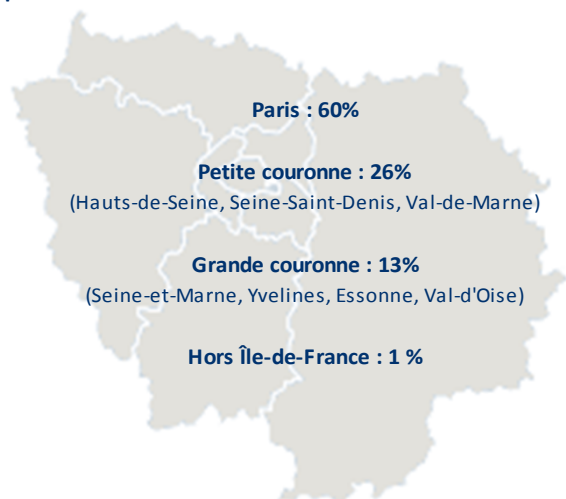 Paris : 60%
Petite couronne : 26%
(Hauts-de-Seine, Seine-Saint-Denis, Val-de-Marne)
Grande couronne : 13%
(Seine-et-Marne, Yvelines, Essonne, Val-d'Oise)
Hors Île-de-France : 1 %